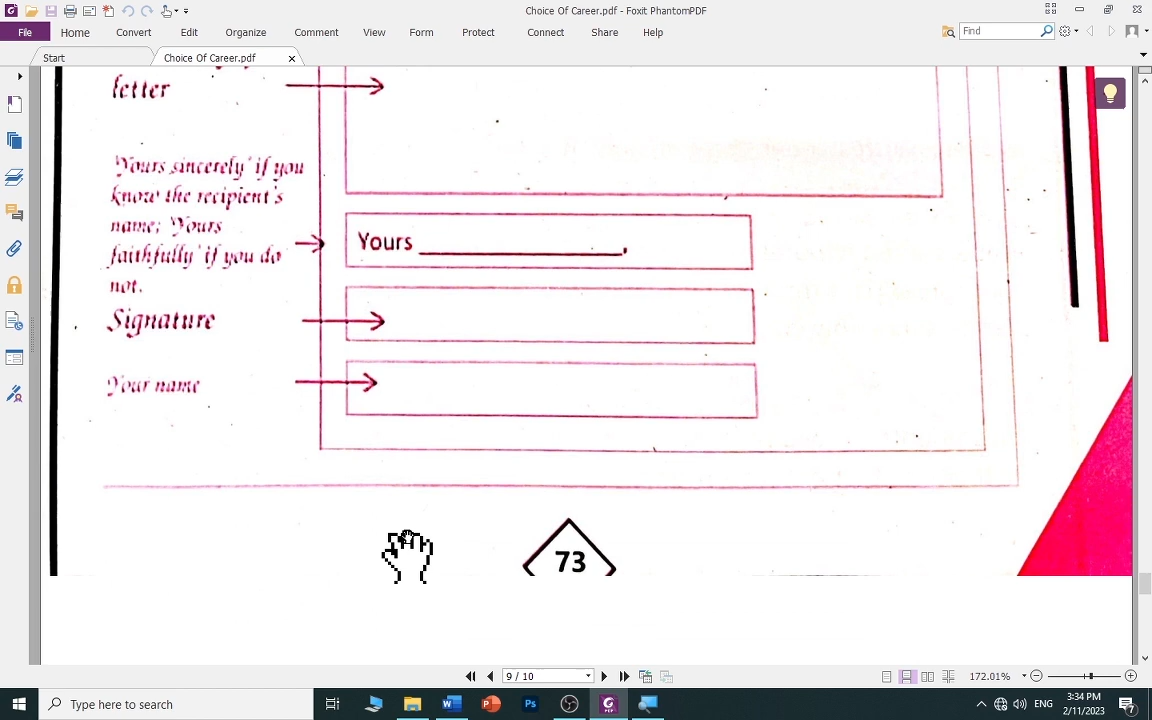 Choice Of Career.pdf - Foxit PhantomPDF
File Home Convert Edit Organize Comment View Form Protect Connect Share Help
Find
Start
Choice Of Career.pdf
letter
'Yours sincerely' if you
know the recipient's
name; 'Yours
faithfully' if you do
not.
Yours ____________________,
Signature
Your name
73
9 / 10
172.01%
Type here to search
W
P
Ps
ENG
3:34 PM
2/11/2023
7